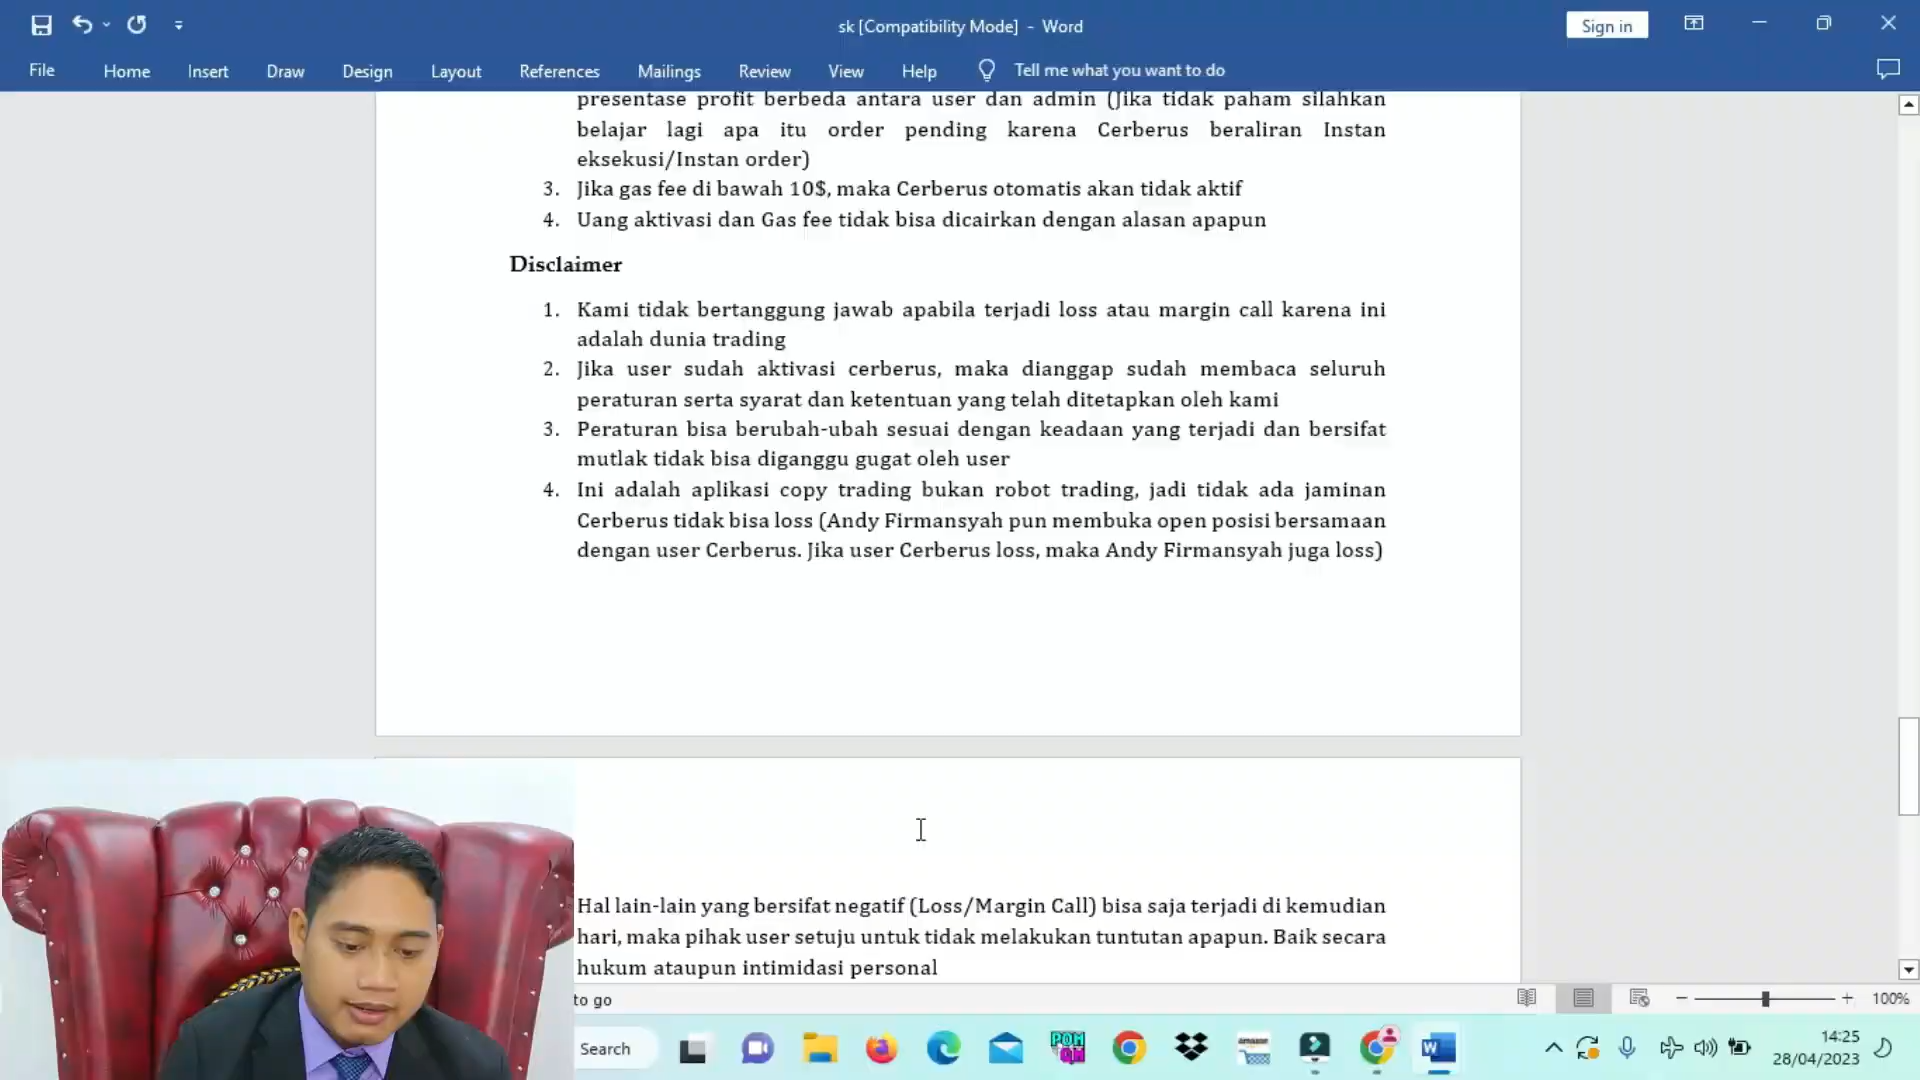 sk [Compatibility Mode] - Word
Sign in
File Home Insert Draw Design Layout References Mailings Review View Help Tell me what you want to do
presentase profit berbeda antara user dan admin (Jika tidak paham silahkan
belajar lagi apa itu order pending karena Cerberus beraliran Instan
eksekusi/Instan order)
3. Jika gas fee di bawah 10$, maka Cerberus otomatis akan tidak aktif
4. Uang aktivasi dan Gas fee tidak bisa dicairkan dengan alasan apapun
Disclaimer
1. Kami tidak bertanggung jawab apabila terjadi loss atau margin call karena ini
adalah dunia trading
2. Jika user sudah aktivasi cerberus, maka dianggap sudah membaca seluruh
peraturan serta syarat dan ketentuan yang telah ditetapkan oleh kami
3. Peraturan bisa berubah-ubah sesuai dengan keadaan yang terjadi dan bersifat
mutlak tidak bisa diganggu gugat oleh user
4. Ini adalah aplikasi copy trading bukan robot trading, jadi tidak ada jaminan
Cerberus tidak bisa loss (Andy Firmansyah pun membuka open posisi bersamaan
dengan user Cerberus. Jika user Cerberus loss, maka Andy Firmansyah juga loss)
Hal lain-lain yang bersifat negatif (Loss/Margin Call) bisa saja terjadi di kemudian
hari, maka pihak user setuju untuk tidak melakukan tuntutan apapun. Baik secara
hukum ataupun intimidasi personal
to go
100%
Search
amazon
14:25
28/04/2023